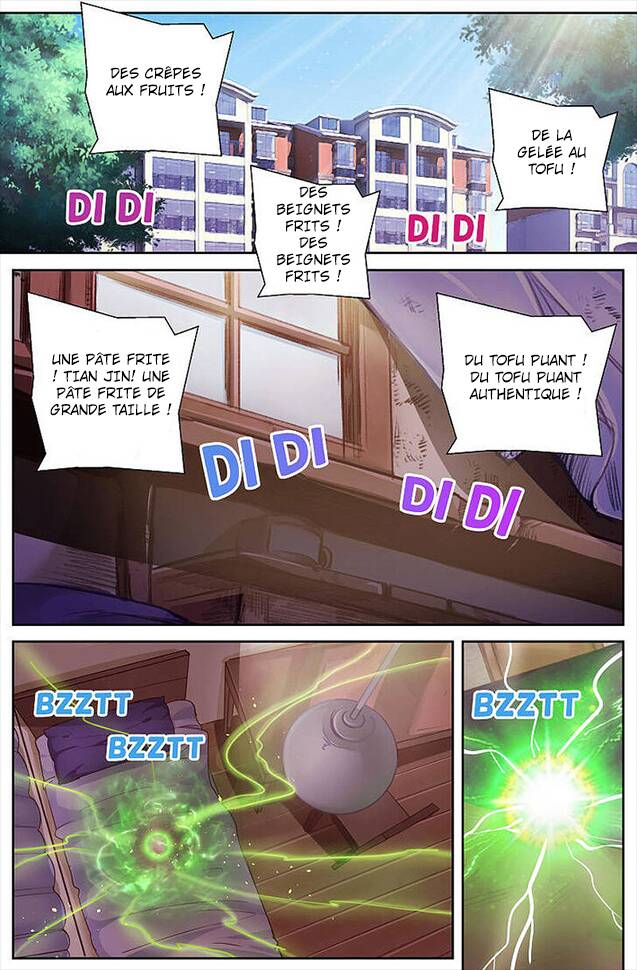 DES CRÊPES
AUX FRUITS !
DE LA
GELÉE AU
TOFU !
DI DI
DES
BEIGNETS
FRITS !
DES
BEIGNETS
FRITS !
DI DI
UNE PÂTE FRITE
! TIAN JIN! UNE
PÂTE FRITE DE
GRANDE TAILLE !
DU TOFU PUANT !
DU TOFU PUANT
AUTHENTIQUE !
DI DI
DI DI
BZZTT
BZZTT
BZZTT